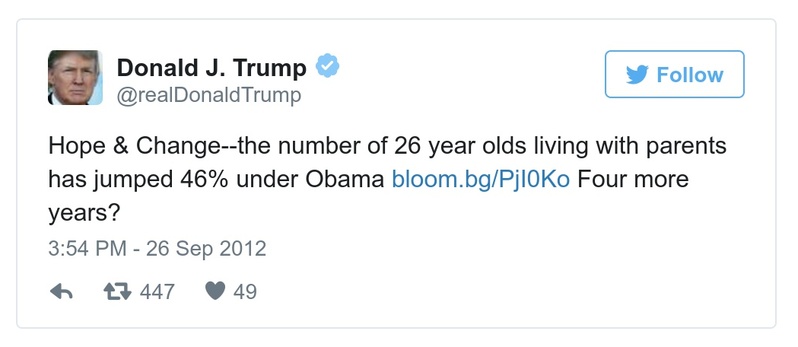 Donald J. Trump
@realDonaldTrump
Follow
Hope & Change--the number of 26 year olds living with parents
has jumped 46% under Obama bloom.bg/PjI0Ko Four more
years?
3:54 PM - 26 Sep 2012
447 49